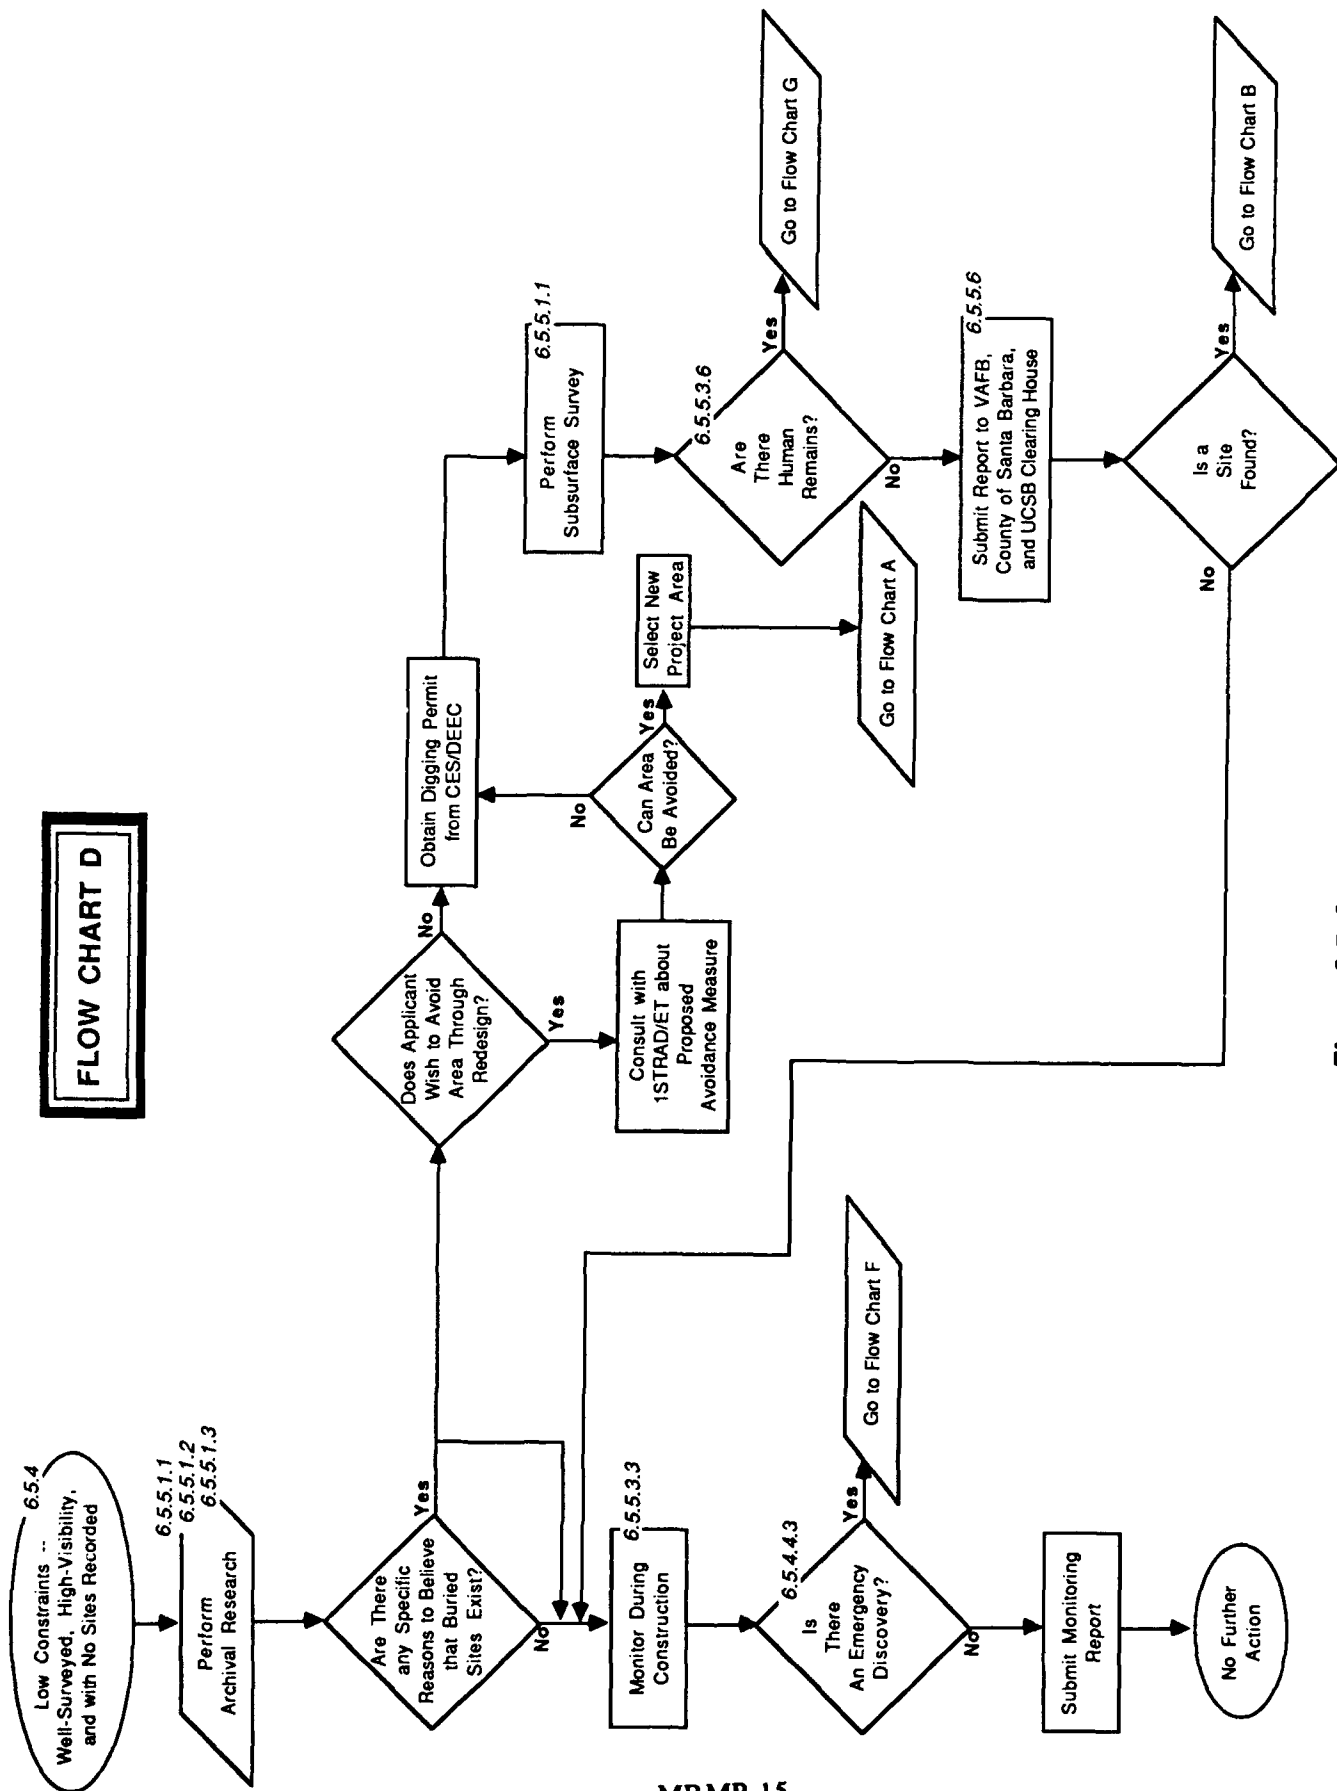 FLOW CHART D
6.5.4
Low Constraints --
Well-Surveyed, High-Visibility,
and with No Sites Recorded
6.5.5.1.1
6.5.5.1.2
6.5.5.1.3
Perform
Archival Research
Are There
any Specific
Reasons to Believe
that Buried
Sites Exist?
Yes
No
Does Applicant
Wish to Avoid
Area Through
Redesign?
No
Yes
Obtain Digging Permit
from CES/DEEC
Consult with
1STRAD/ET about
Proposed
Avoidance Measure
Can Area
Be Avoided?
No
Yes
Select New
Project Area
Go to Flow Chart A
6.5.5.1.1
Perform
Subsurface Survey
6.5.5.3.6
Are
There
Human
Remains?
Yes
No
Go to Flow Chart G
6.5.5.6
Submit Report to VAFB,
County of Santa Barbara,
and UCSB Clearing House
Is a
Site
Found?
Yes
No
Go to Flow Chart B
6.5.5.3.3
Monitor During
Construction
6.5.4.4.3
Is
There
An Emergency
Discovery?
Yes
No
Go to Flow Chart F
Submit Monitoring
Report
No Further
Action